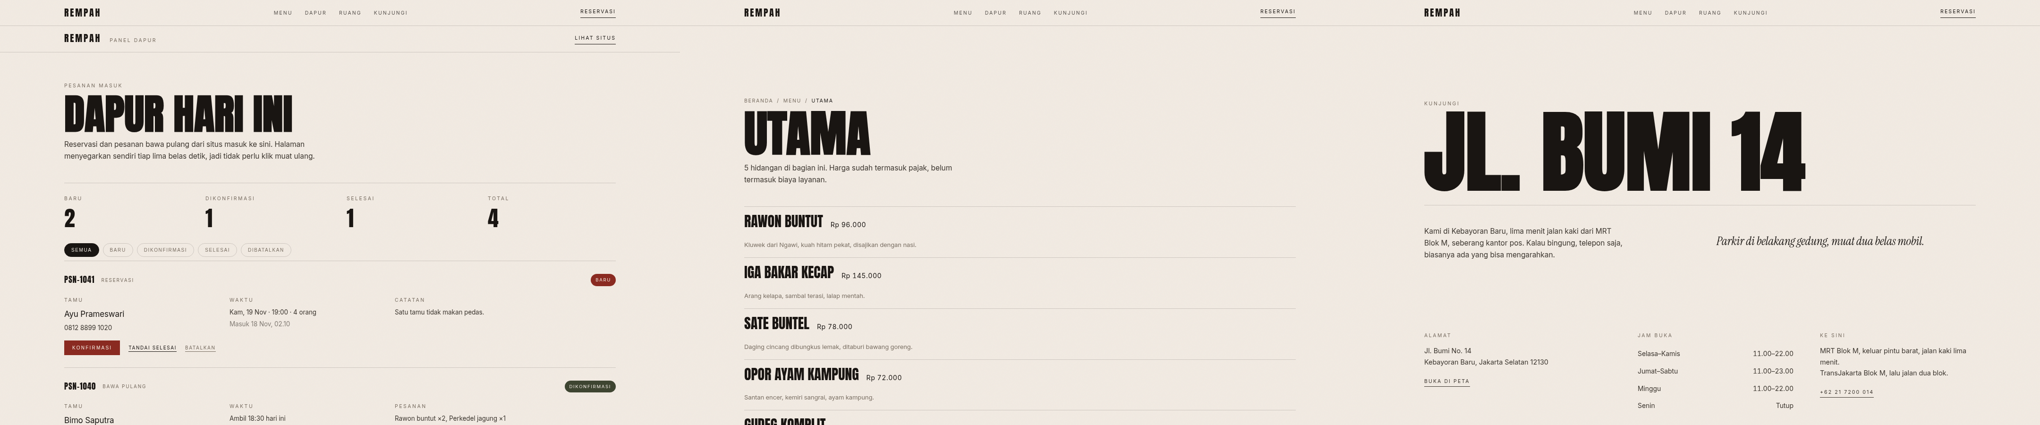 REMPAH
MENU DAPUR RUANG KUNJUNGI
RESERVASI
REMPAH PANEL DAPUR
LIHAT SITUS
PESANAN MASUK
DAPUR HARI INI
Reservasi dan pesanan bawa pulang dari situs masuk ke sini. Halaman
menyegarkan sendiri tiap lima belas detik, jadi tidak perlu klik muat ulang.
BARU DIKONFIRMASI SELESAI TOTAL
2 1 1 4
SEMUA BARU DIKONFIRMASI SELESAI DIBATALKAN
PSN-1041 RESERVASI
BARU
TAMU WAKTU CATATAN
Ayu Prameswari Kam, 19 Nov · 19:00 · 4 orang Satu tamu tidak makan pedas.
0812 8899 1020 Masuk 18 Nov, 02.10
KONFIRMASI TANDAI SELESAI BATALKAN
PSN-1040 BAWA PULANG
DIKONFIRMASI
TAMU WAKTU PESANAN
Bimo Saputra Ambil 18:30 hari ini Rawon buntut ×2, Perkedel jagung ×1
REMPAH
MENU DAPUR RUANG KUNJUNGI
RESERVASI
BERANDA / MENU / UTAMA
UTAMA
5 hidangan di bagian ini. Harga sudah termasuk pajak, belum
termasuk biaya layanan.
RAWON BUNTUT Rp 96.000
Kluwek dari Ngawi, kuah hitam pekat, disajikan dengan nasi.
IGA BAKAR KECAP Rp 145.000
Arang kelapa, sambal terasi, lalap mentah.
SATE BUNTEL Rp 78.000
Daging cincang dibungkus lemak, ditaburi bawang goreng.
OPOR AYAM KAMPUNG Rp 72.000
Santan encer, kemiri sangrai, ayam kampung.
GUDEG KOMPLIT
REMPAH
MENU DAPUR RUANG KUNJUNGI
RESERVASI
KUNJUNGI
JL. BUMI 14
Kami di Kebayoran Baru, lima menit jalan kaki dari MRT
Blok M, seberang kantor pos. Kalau bingung, telepon saja,
biasanya ada yang bisa mengarahkan.
Parkir di belakang gedung, muat dua belas mobil.
ALAMAT
Jl. Bumi No. 14
Kebayoran Baru, Jakarta Selatan 12130
BUKA DI PETA
JAM BUKA
Selasa–Kamis 11.00–22.00
Jumat–Sabtu 11.00–23.00
Minggu 11.00–22.00
Senin Tutup
KE SINI
MRT Blok M, keluar pintu barat, jalan kaki lima
menit.
TransJakarta Blok M, lalu jalan dua blok.
+62 21 7200 014